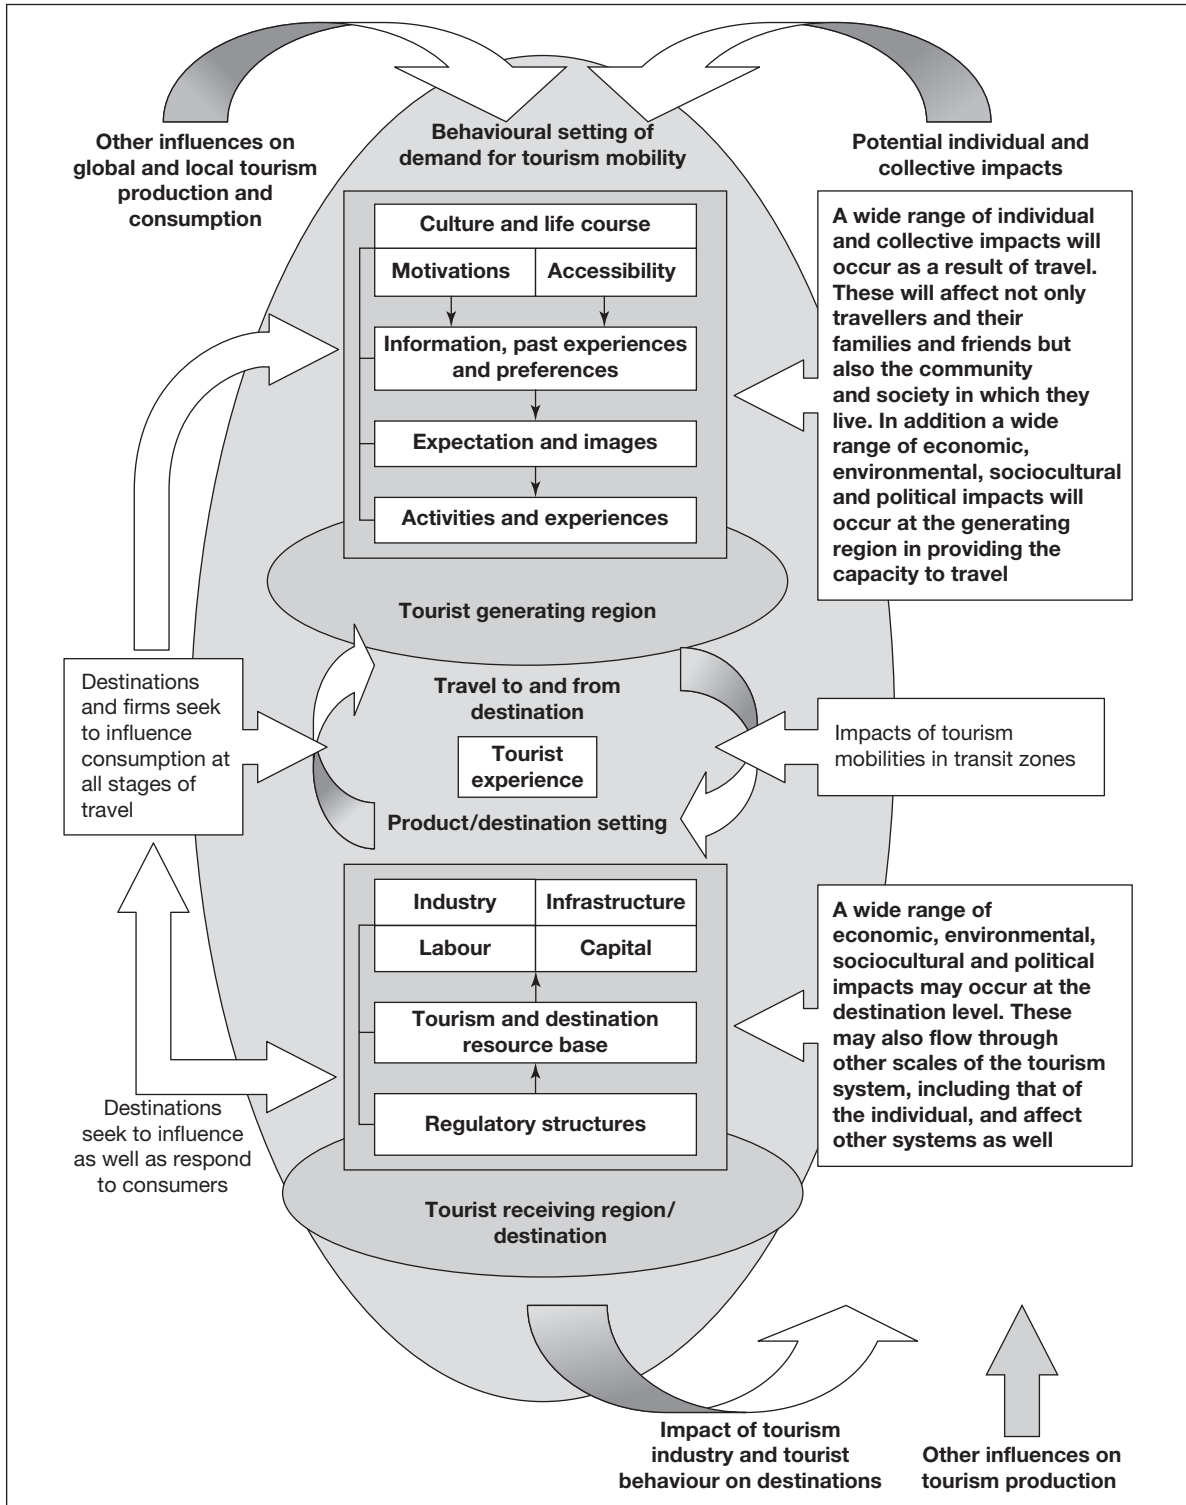 Other influences on
global and local tourism
production and
consumption
Behavioural setting of
demand for tourism mobility
Potential individual and
collective impacts
Culture and life course
Motivations
Accessibility
Information, past experiences
and preferences
Expectation and images
Activities and experiences
Tourist generating region
A wide range of individual
and collective impacts will
occur as a result of travel.
These will affect not only
travellers and their
families and friends but
also the community
and society in which they
live. In addition a wide
range of economic,
environmental, sociocultural
and political impacts will
occur at the generating
region in providing the
capacity to travel
Destinations
and firms seek
to influence
consumption at
all stages of
travel
Travel to and from
destination
Tourist
experience
Product/destination setting
Impacts of tourism
mobilities in transit zones
Industry
Infrastructure
Labour
Capital
Tourism and destination
resource base
Regulatory structures
Tourist receiving region/
destination
A wide range of
economic, environmental,
sociocultural and political
impacts may occur at the
destination level. These
may also flow through
other scales of the tourism
system, including that of
the individual, and affect
other systems as well
Destinations
seek to influence
as well as respond
to consumers
Impact of tourism
industry and tourist
behaviour on destinations
Other influences on
tourism production